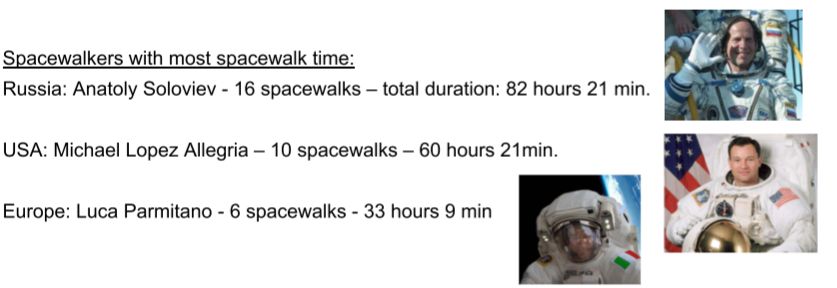 Spacewalkers with most spacewalk time:
Russia: Anatoly Soloviev - 16 spacewalks – total duration: 82 hours 21 min.
USA: Michael Lopez Allegria – 10 spacewalks – 60 hours 21min.
Europe: Luca Parmitano - 6 spacewalks - 33 hours 9 min